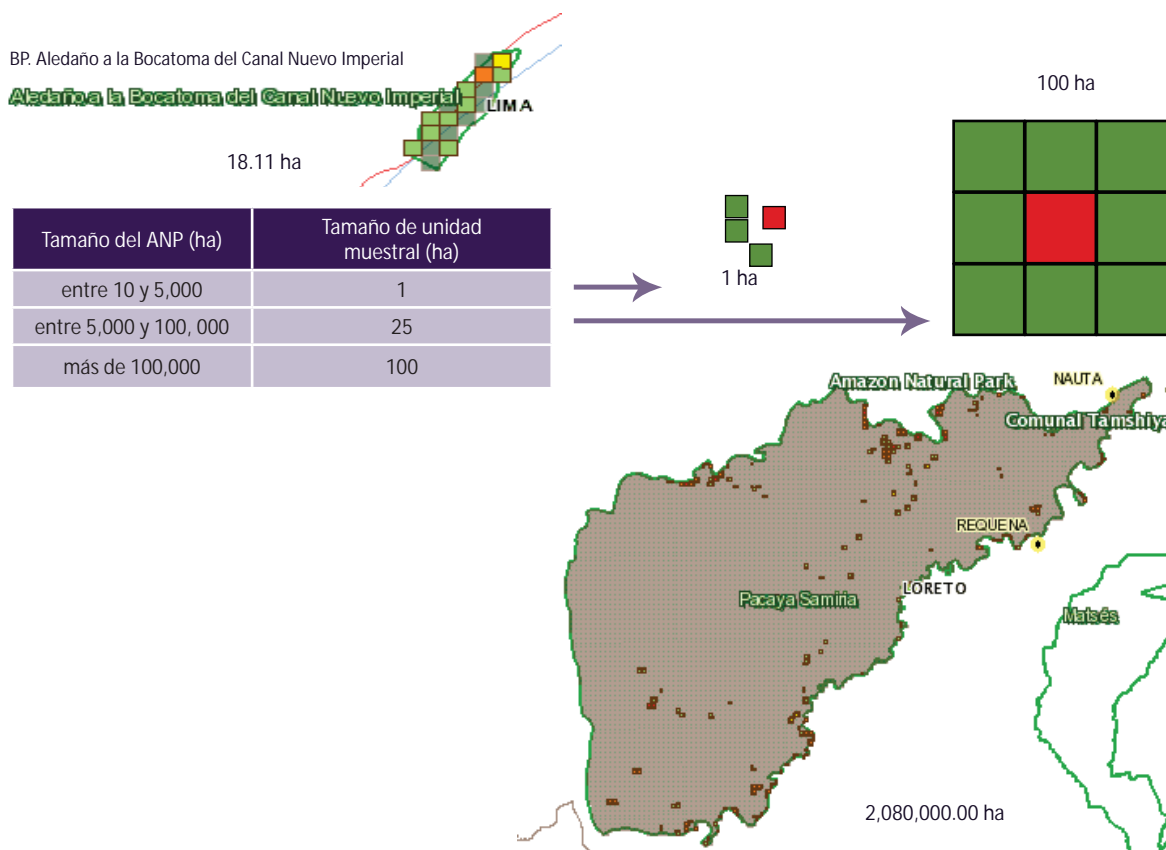 BP. Aledaño a la Bocatoma del Canal Nuevo Imperial
Aledaño a la Bocatoma del Canal Nuevo Imperial
LIMA
18.11 ha
100 ha
Tamaño del ANP (ha)
Tamaño de unidad
muestral (ha)
entre 10 y 5,000
1
entre 5,000 y 100, 000
25
más de 100,000
100
1 ha
Amazon Natural Park
NAUTA
Comunal Tamshiya
REQUENA
LORETO
Pacaya Samiria
Matsés
2,080,000.00 ha